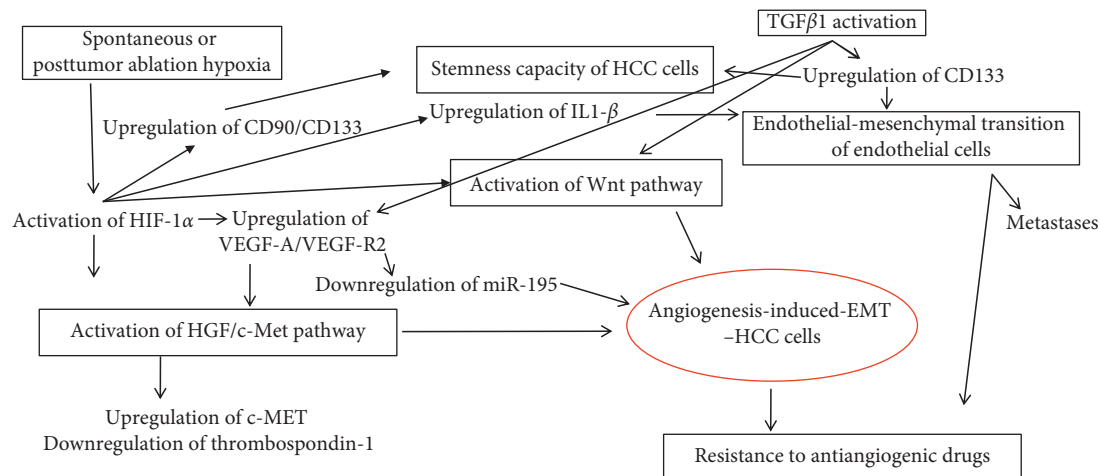 TGFβ1 activation
Spontaneous or
posttumor ablation hypoxia
Stemness capacity of HCC cells
Upregulation of CD133
Upregulation of IL1-β
Upregulation of CD90/CD133
Endothelial-mesenchymal transition
of endothelial cells
Activation of Wnt pathway
Activation of HIF-1α
Upregulation of
VEGF-A/VEGF-R2
Metastases
Downregulation of miR-195
Angiogenesis-induced-EMT
–HCC cells
Activation of HGF/c-Met pathway
Upregulation of c-MET
Downregulation of thrombospondin-1
Resistance to antiangiogenic drugs